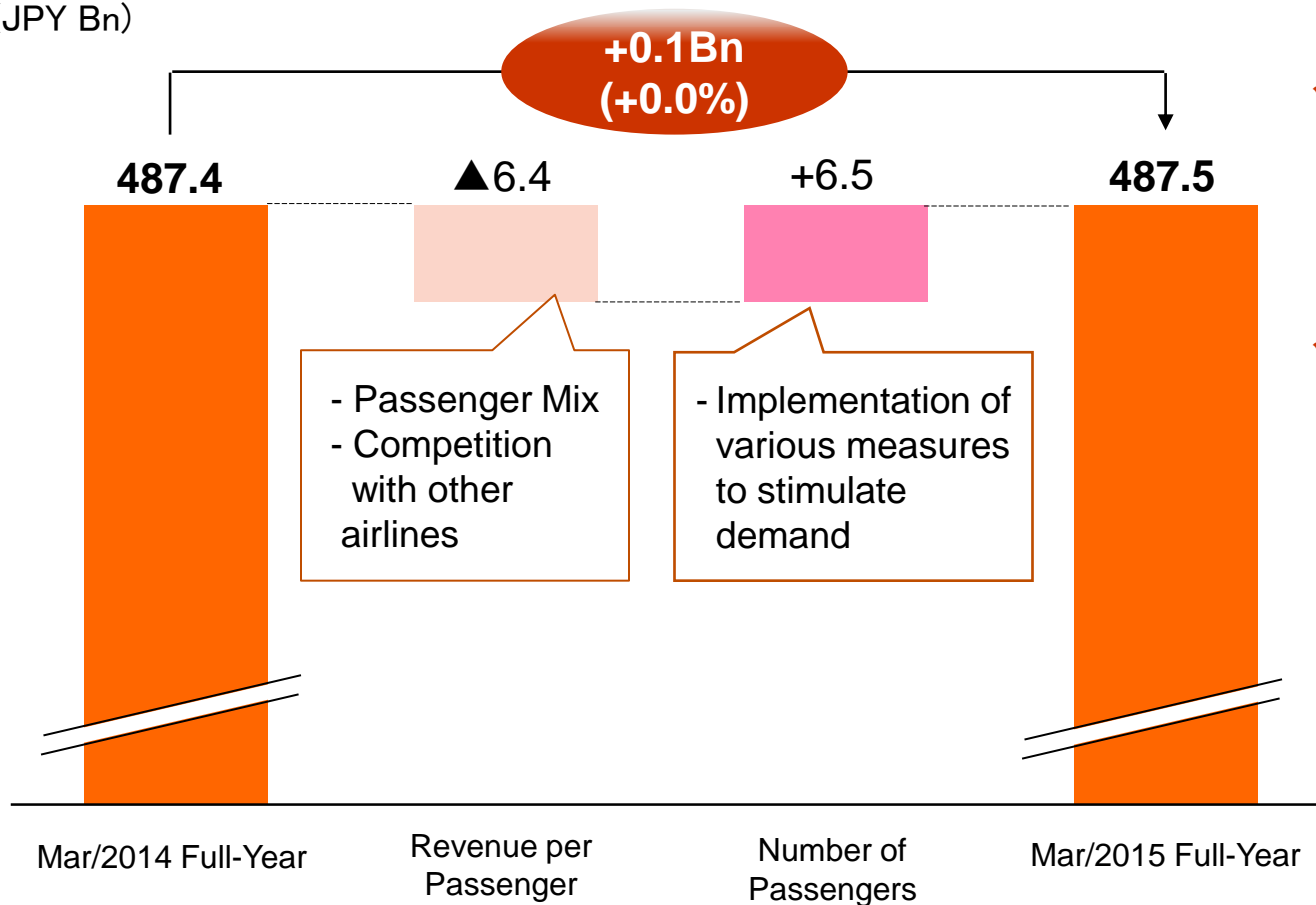 (JPY Bn)
+0.1Bn
(+0.0%)
487.4
▲6.4
+6.5
487.5
- Passenger Mix
- Competition
with other
airlines
- Implementation of
various measures
to stimulate
demand
Mar/2014 Full-Year
Revenue per
Passenger
Number of
Passengers
Mar/2015 Full-Year